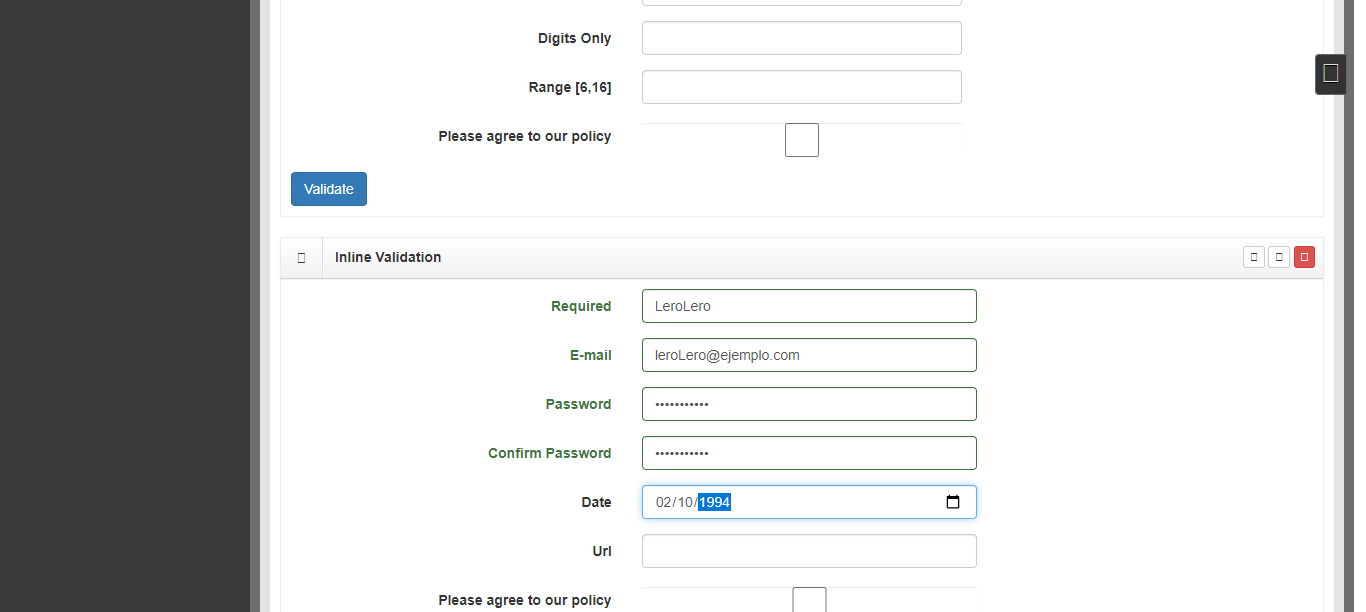 Digits Only
Range [6,16]
Please agree to our policy
Validate
Inline Validation
Required LeroLero
E-mail leroLero@ejemplo.com
Password •••••••••••
Confirm Password •••••••••••
Date 02/10/1994
Url
Please agree to our policy